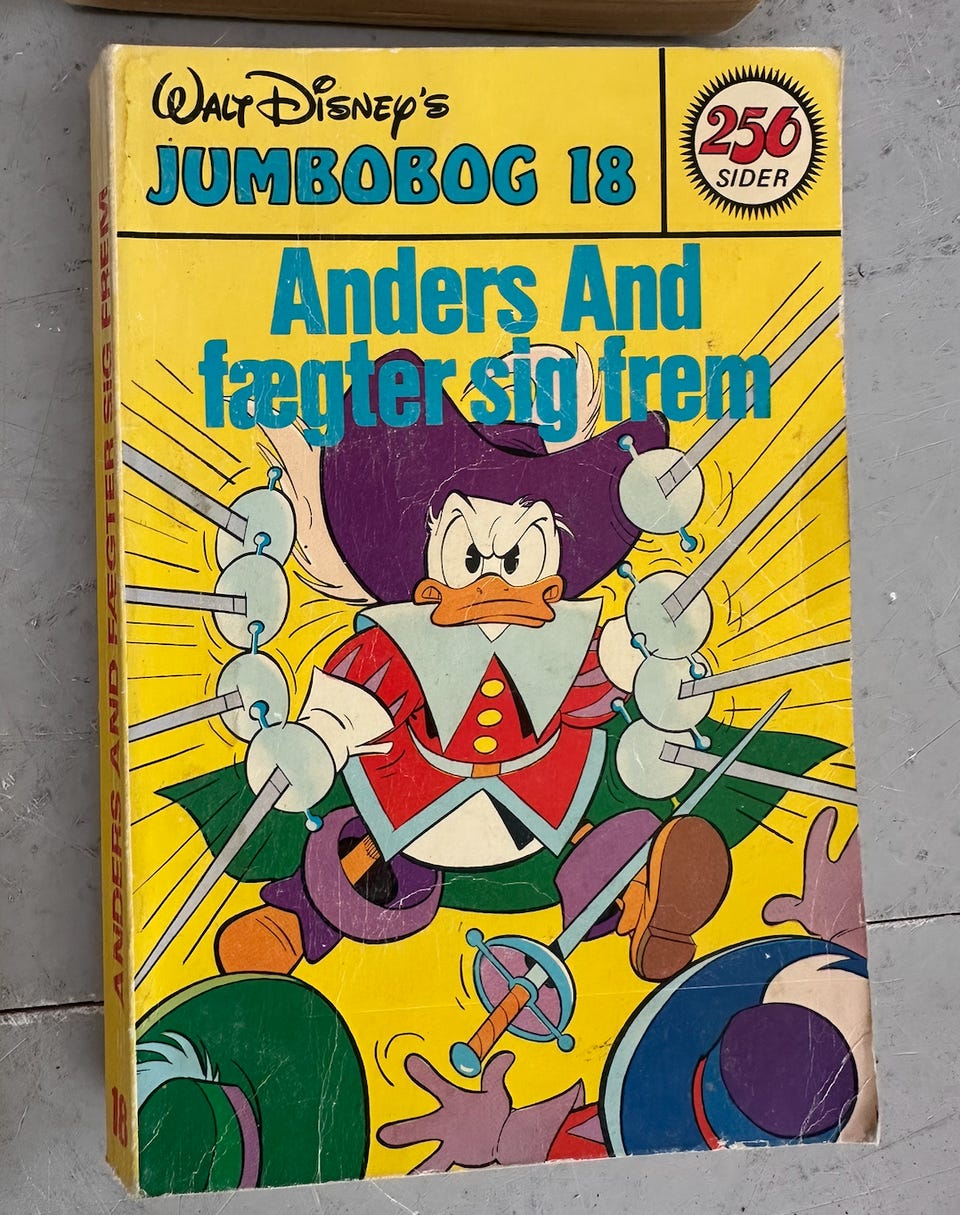 Walt Disney's
JUMBOBOG 18
256
SIDER
Anders And
fægter sig frem
ANDERS AND FÆGTER SIG FREM
18